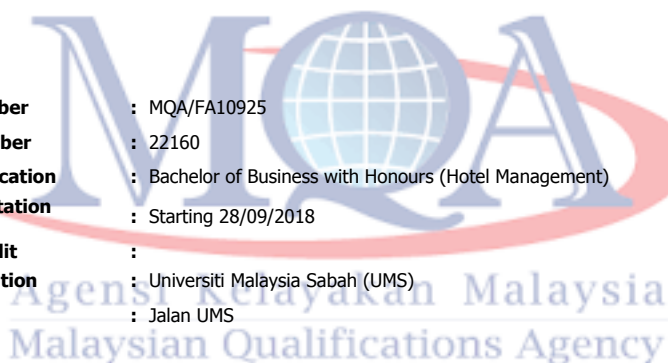 MQA
ber : MQA/FA10925
ber : 22160
cation : Bachelor of Business with Honours (Hotel Management)
tation : Starting 28/09/2018
dit :
tion : Universiti Malaysia Sabah (UMS)
Agensi Kelayakan Malaysia
: Jalan UMS
Malaysian Qualifications Agency